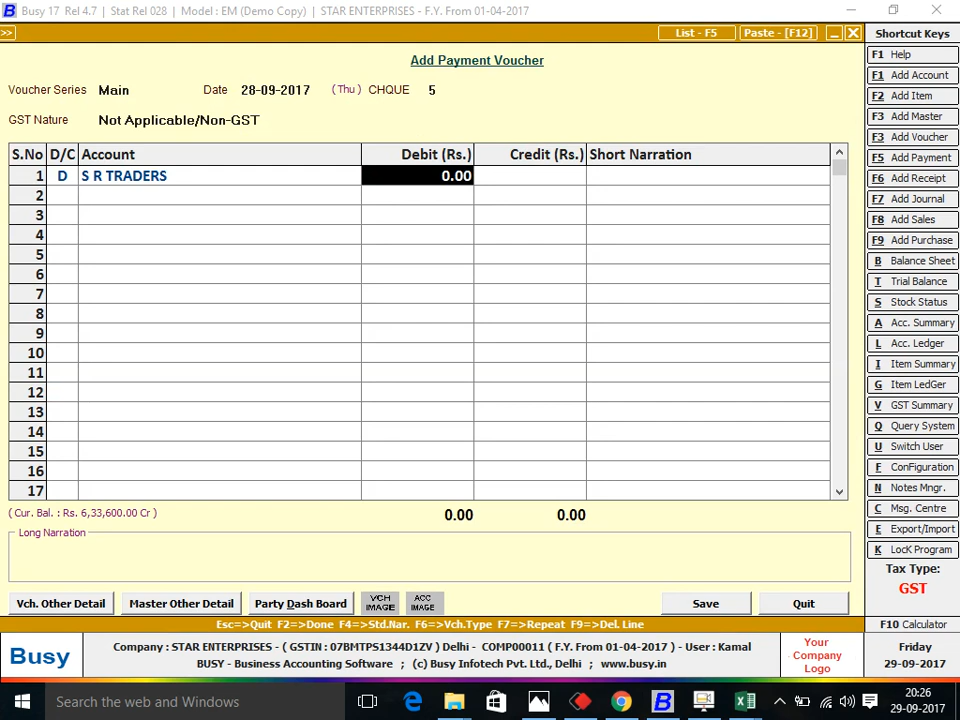 B Busy 17 Rel 4.7 | Stat Rel 028 | Model : EM (Demo Copy) | STAR ENTERPRISES - F.Y. From 01-04-2017
>> List - F5 Paste - [F12] Shortcut Keys
Add Payment Voucher
Voucher Series Main Date 28-09-2017 (Thu) CHQUE 5
GST Nature Not Applicable/Non-GST
S.No D/C Account Debit (Rs.) Credit (Rs.) Short Narration
1 D S R TRADERS 0.00
2
3
4
5
6
7
8
9
10
11
12
13
14
15
16
17
( Cur. Bal. : Rs. 6,33,600.00 Cr ) 0.00 0.00
Long Narration
Vch. Other Detail Master Other Detail Party Dash Board VCH IMAGE ACC IMAGE Save Quit
Esc=>Quit F2=>Done F4=>Std.Nar. F6=>Vch.Type F7=>Repeat F9=>Del. Line
F1 Help
F1 Add Account
F2 Add Item
F3 Add Master
F3 Add Voucher
F5 Add Payment
F6 Add Receipt
F7 Add Journal
F8 Add Sales
F9 Add Purchase
B Balance Sheet
T Trial Balance
S Stock Status
A Acc. Summary
L Acc. Ledger
I Item Summary
G Item LedGer
V GST Summary
Q Query System
U Switch User
F ConFiguration
N Notes Mngr.
C Msg. Centre
E Export/Import
K LocK Program
Tax Type:
GST
F10 Calculator
Busy
Company : STAR ENTERPRISES - ( GSTIN : 07BMTPS1344D1ZV ) Delhi - COMP00011 ( F.Y. From 01-04-2017 ) - User : Kamal
BUSY - Business Accounting Software ; (c) Busy Infotech Pvt. Ltd., Delhi ; www.busy.in
Your
Company
Logo
Friday
29-09-2017
Search the web and Windows
20:26
29-09-2017